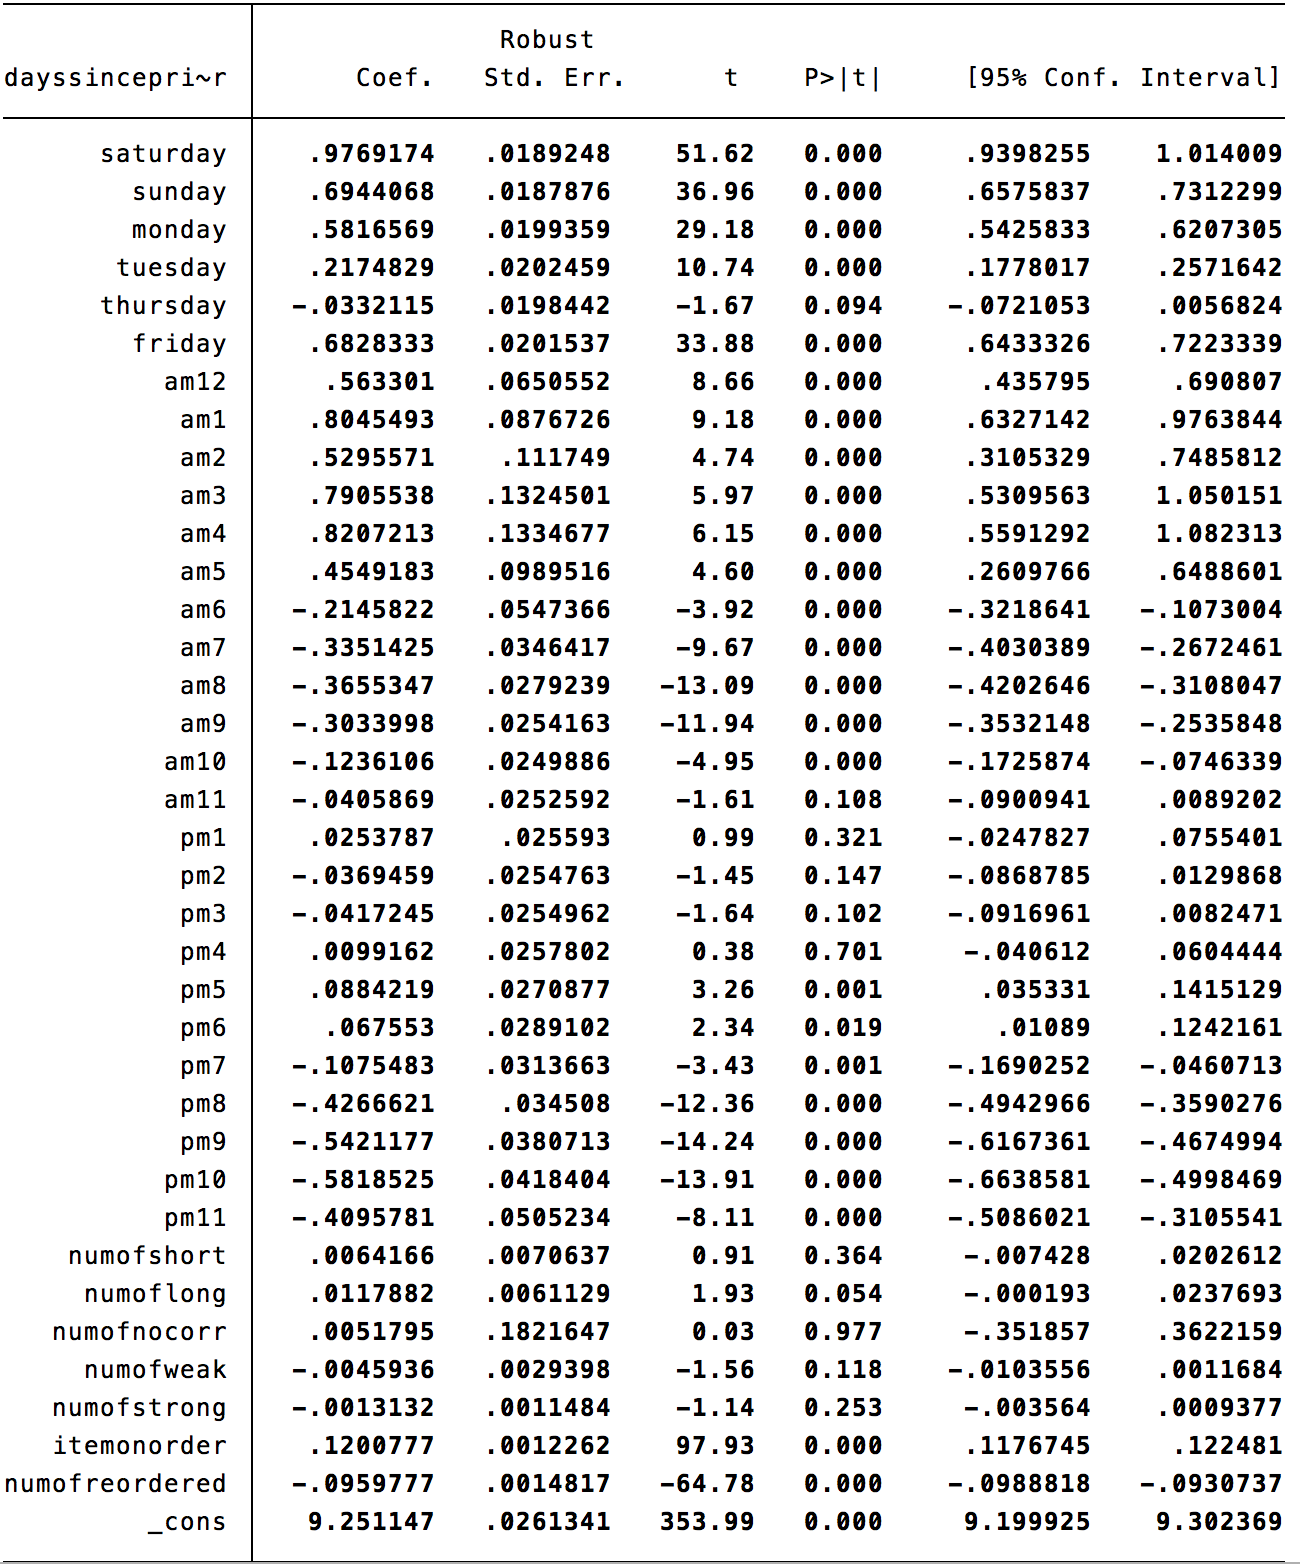 Robust
dayssincepri~r Coef. Std. Err. t P>|t| [95% Conf. Interval]
saturday .9769174 .0189248 51.62 0.000 .9398255 1.014009
sunday .6944068 .0187876 36.96 0.000 .6575837 .7312299
monday .5816569 .0199359 29.18 0.000 .5425833 .6207305
tuesday .2174829 .0202459 10.74 0.000 .1778017 .2571642
thursday -.0332115 .0198442 -1.67 0.094 -.0721053 .0056824
friday .6828333 .0201537 33.88 0.000 .6433326 .7223339
am12 .563301 .0650552 8.66 0.000 .435795 .690807
am1 .8045493 .0876726 9.18 0.000 .6327142 .9763844
am2 .5295571 .111749 4.74 0.000 .3105329 .7485812
am3 .7905538 .1324501 5.97 0.000 .5309563 1.050151
am4 .8207213 .1334677 6.15 0.000 .5591292 1.082313
am5 .4549183 .0989516 4.60 0.000 .2609766 .6488601
am6 -.2145822 .0547366 -3.92 0.000 -.3218641 -.1073004
am7 -.3351425 .0346417 -9.67 0.000 -.4030389 -.2672461
am8 -.3655347 .0279239 -13.09 0.000 -.4202646 -.3108047
am9 -.3033998 .0254163 -11.94 0.000 -.3532148 -.2535848
am10 -.1236106 .0249886 -4.95 0.000 -.1725874 -.0746339
am11 -.0405869 .0252592 -1.61 0.108 -.0900941 .0089202
pm1 .0253787 .025593 0.99 0.321 -.0247827 .0755401
pm2 -.0369459 .0254763 -1.45 0.147 -.0868785 .0129868
pm3 -.0417245 .0254962 -1.64 0.102 -.0916961 .0082471
pm4 .0099162 .0257802 0.38 0.701 -.040612 .0604444
pm5 .0884219 .0270877 3.26 0.001 .035331 .1415129
pm6 .067553 .0289102 2.34 0.019 .01089 .1242161
pm7 -.1075483 .0313663 -3.43 0.001 -.1690252 -.0460713
pm8 -.4266621 .034508 -12.36 0.000 -.4942966 -.3590276
pm9 -.5421177 .0380713 -14.24 0.000 -.6167361 -.4674994
pm10 -.5818525 .0418404 -13.91 0.000 -.6638581 -.4998469
pm11 -.4095781 .0505234 -8.11 0.000 -.5086021 -.3105541
numofshort .0064166 .0070637 0.91 0.364 -.007428 .0202612
numoflong .0117882 .0061129 1.93 0.054 -.000193 .0237693
numofnocorr .0051795 .1821647 0.03 0.977 -.351857 .3622159
numofweak -.0045936 .0029398 -1.56 0.118 -.0103556 .0011684
numofstrong -.0013132 .0011484 -1.14 0.253 -.003564 .0009377
itemonorder .1200777 .0012262 97.93 0.000 .1176745 .122481
numofreordered -.0959777 .0014817 -64.78 0.000 -.0988818 -.0930737
_cons 9.251147 .0261341 353.99 0.000 9.199925 9.302369